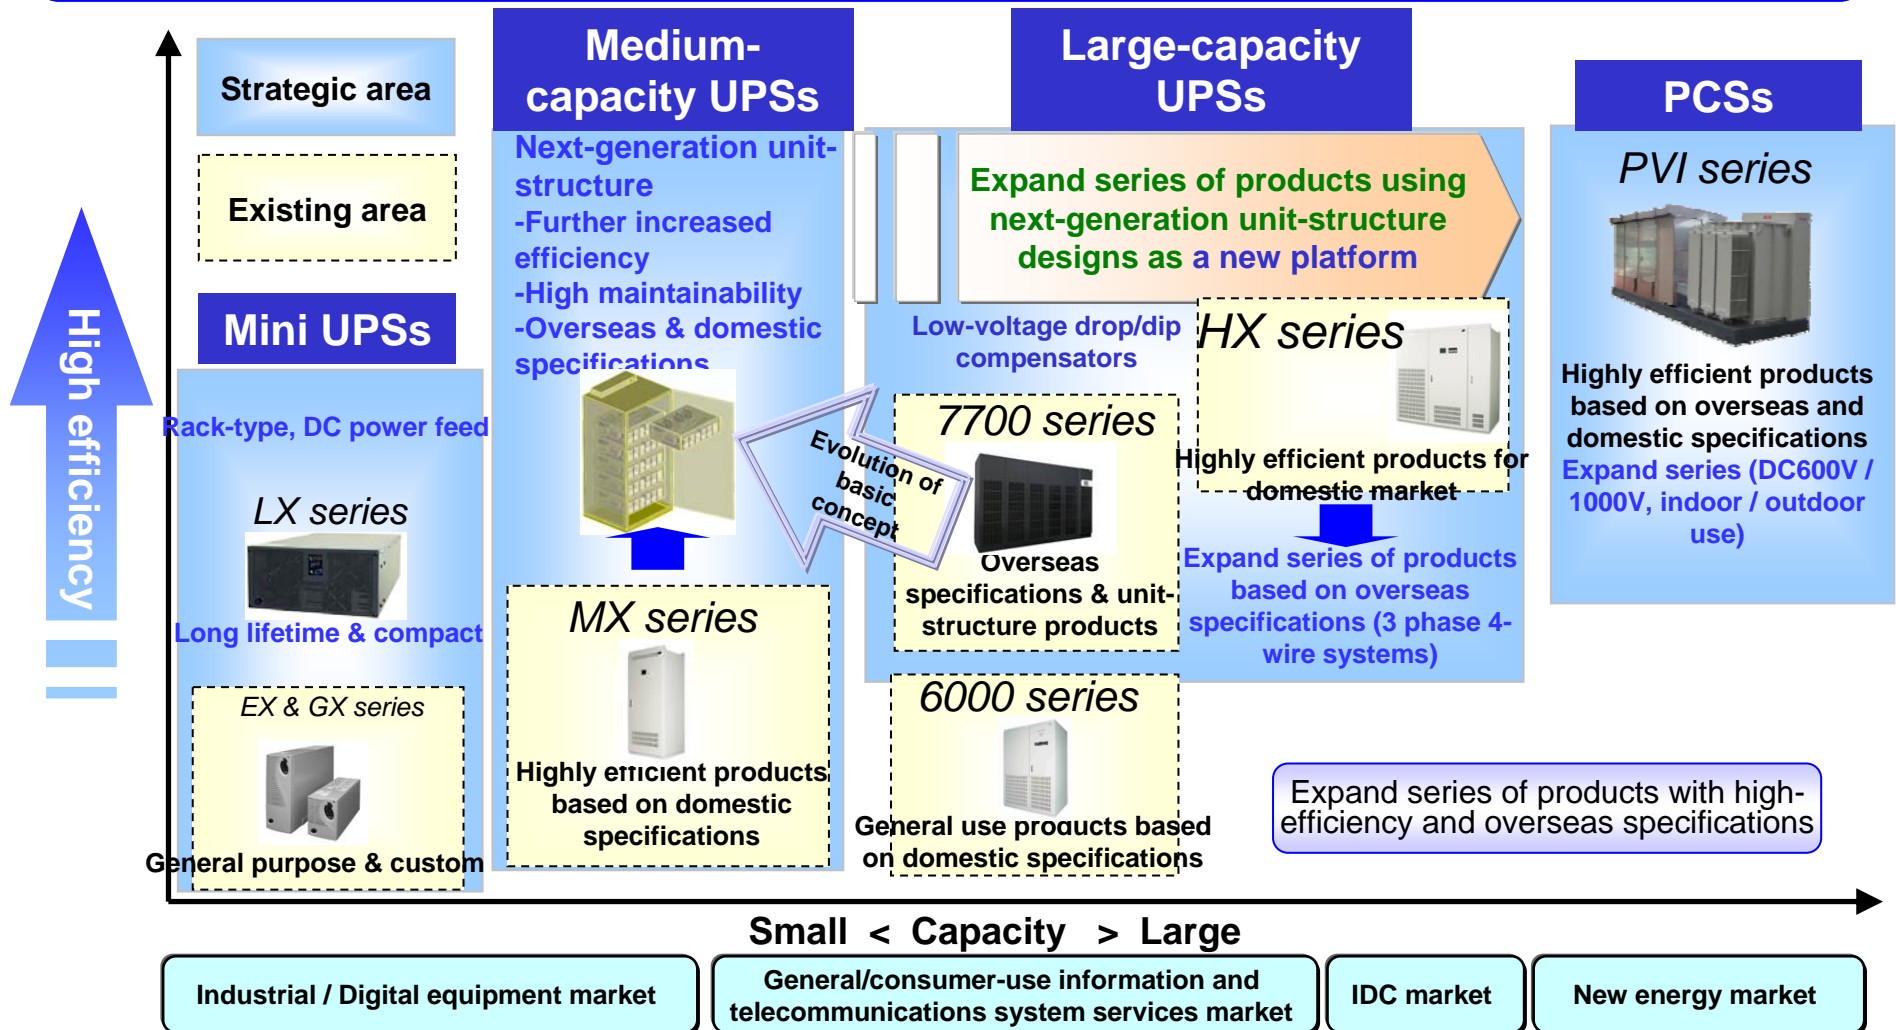 Strategic area
Existing area
High efficiency
Mini UPSs
Rack-type, DC power feed
LX series
Long lifetime & compact
EX & GX series
General purpose & custom
Medium-
capacity UPSs
Next-generation unit-
structure
-Further increased
efficiency
-High maintainability
-Overseas & domestic
specifications
MX series
Highly efficient products
based on domestic
specifications
Evolution of
basic
concept
Large-capacity
UPSs
Expand series of products using
next-generation unit-structure
designs as a new platform
Low-voltage drop/dip
compensators
7700 series
Overseas
specifications & unit-
structure products
HX series
Highly efficient products for
domestic market
Expand series of products
based on overseas
specifications (3 phase 4-
wire systems)
6000 series
General use products based
on domestic specifications
PCSs
PVI series
Highly efficient products
based on overseas and
domestic specifications
Expand series (DC600V /
1000V, indoor / outdoor
use)
Expand series of products with high-
efficiency and overseas specifications
Small < Capacity > Large
Industrial / Digital equipment market
General/consumer-use information and
telecommunications system services market
IDC market
New energy market